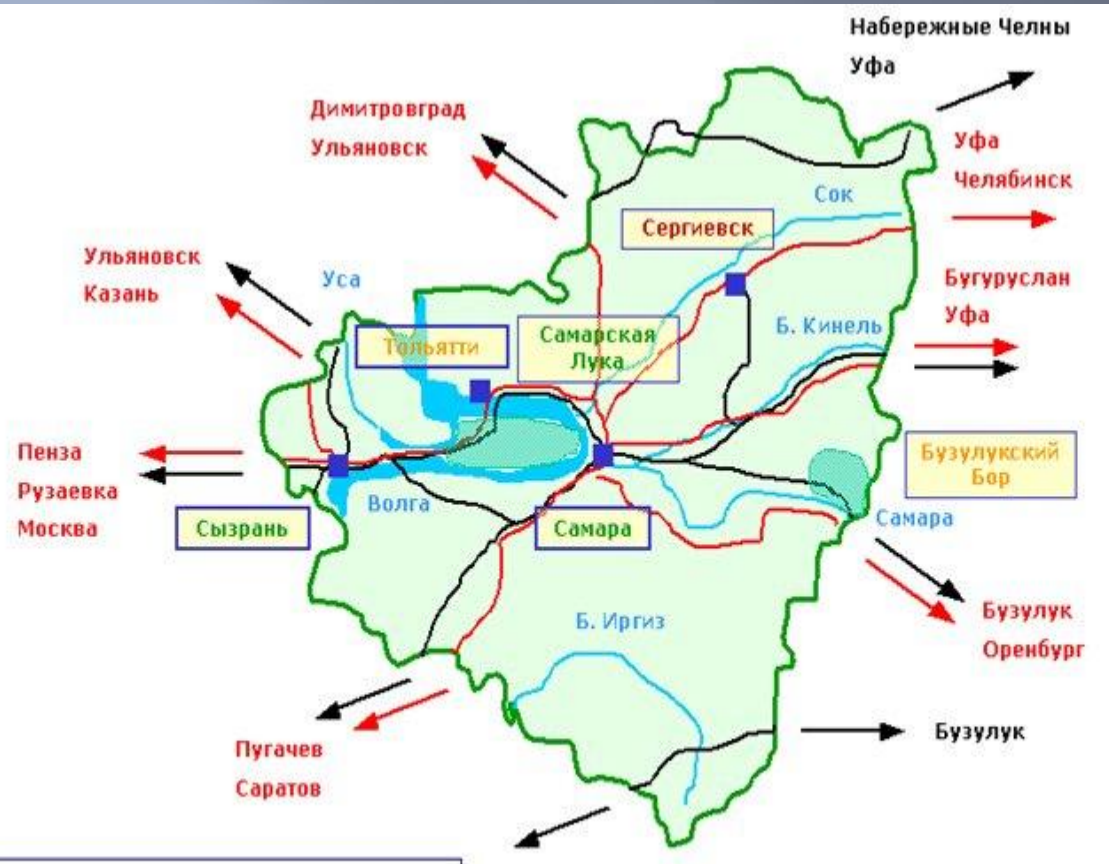 Набережные Челны
Уфа
Димитровград
Ульяновск
Уфа
Челябинск
Сок
Сергиевск
Ульяновск
Казань
Уса
Бугуруслан
Уфа
Б. Кинель
Тольятти
Самарская
Лука
Пенза
Рузаевка
Москва
Бузулукский
Бор
Волга
Сызрань
Самара
Самара
Б. Иргиз
Бузулук
Оренбург
Бузулук
Пугачев
Саратов